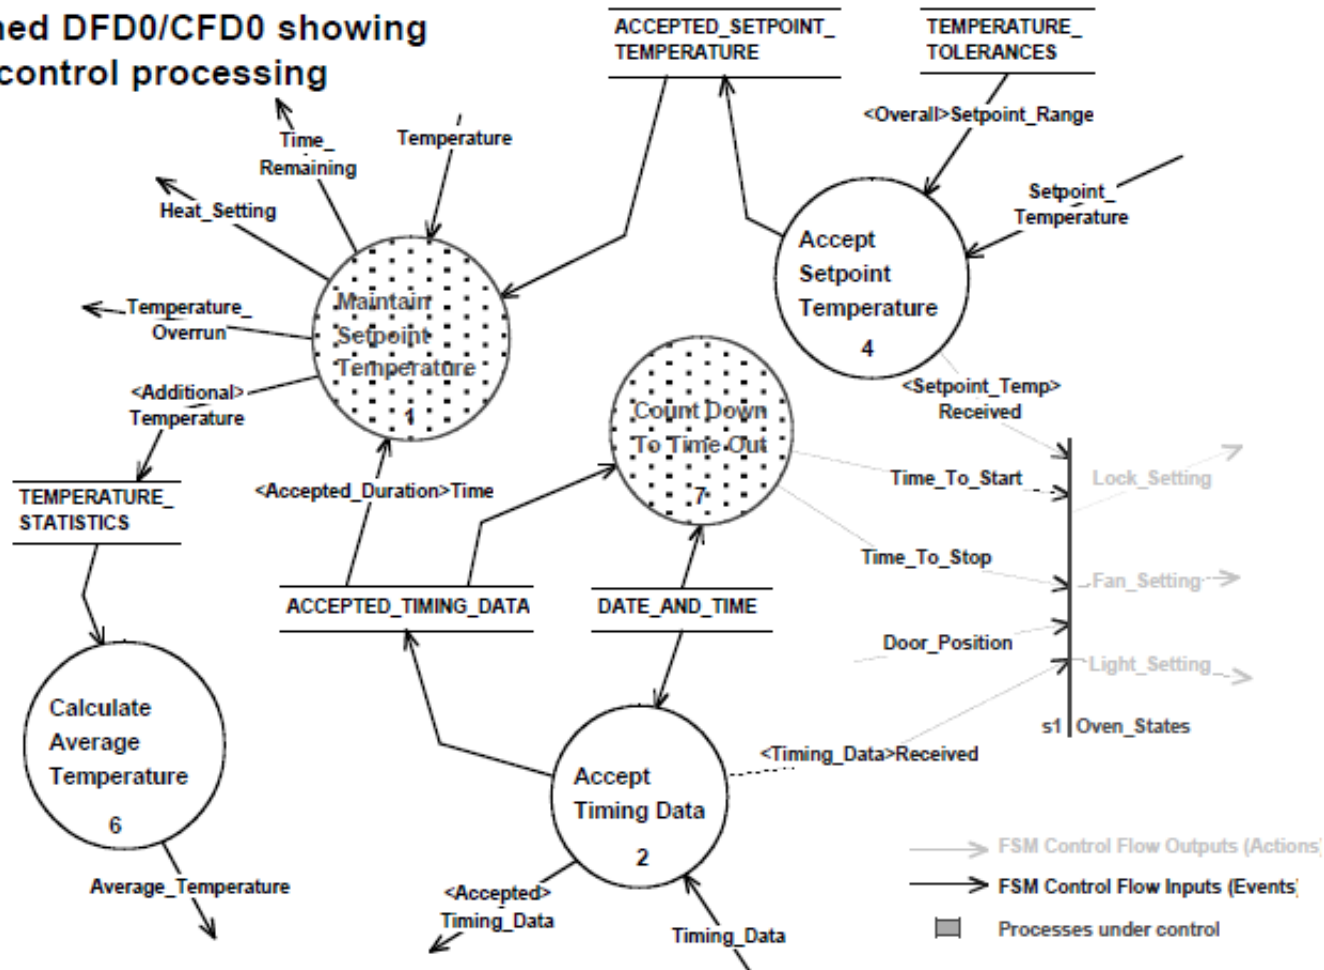 ned DFD0/CFD0 showing
control processing
ACCEPTED_SETPOINT_
TEMPERATURE
TEMPERATURE_
TOLERANCES
<Overall>Setpoint_Range
Time_
Remaining
Temperature
Heat_Setting
Setpoint_
Temperature
Accept
Setpoint
Temperature
4
Maintain
Setpoint
Temperature
1
Temperature_
Overrun
<Additional>
Temperature
<Setpoint_Temp>
Received
Count Down
To Time Out
7
<Accepted_Duration>Time
Time_To_Start
Lock_Setting
TEMPERATURE_
STATISTICS
Time_To_Stop
Fan_Setting
ACCEPTED_TIMING_DATA
DATE_AND_TIME
Door_Position
Light_Setting_
Calculate
Average
Temperature
6
s1 Oven_States
<Timing_Data>Received
Accept
Timing Data
2
Average_Temperature
<Accepted>
Timing_Data
Timing_Data
FSM Control Flow Outputs (Actions)
FSM Control Flow Inputs (Events)
Processes under control